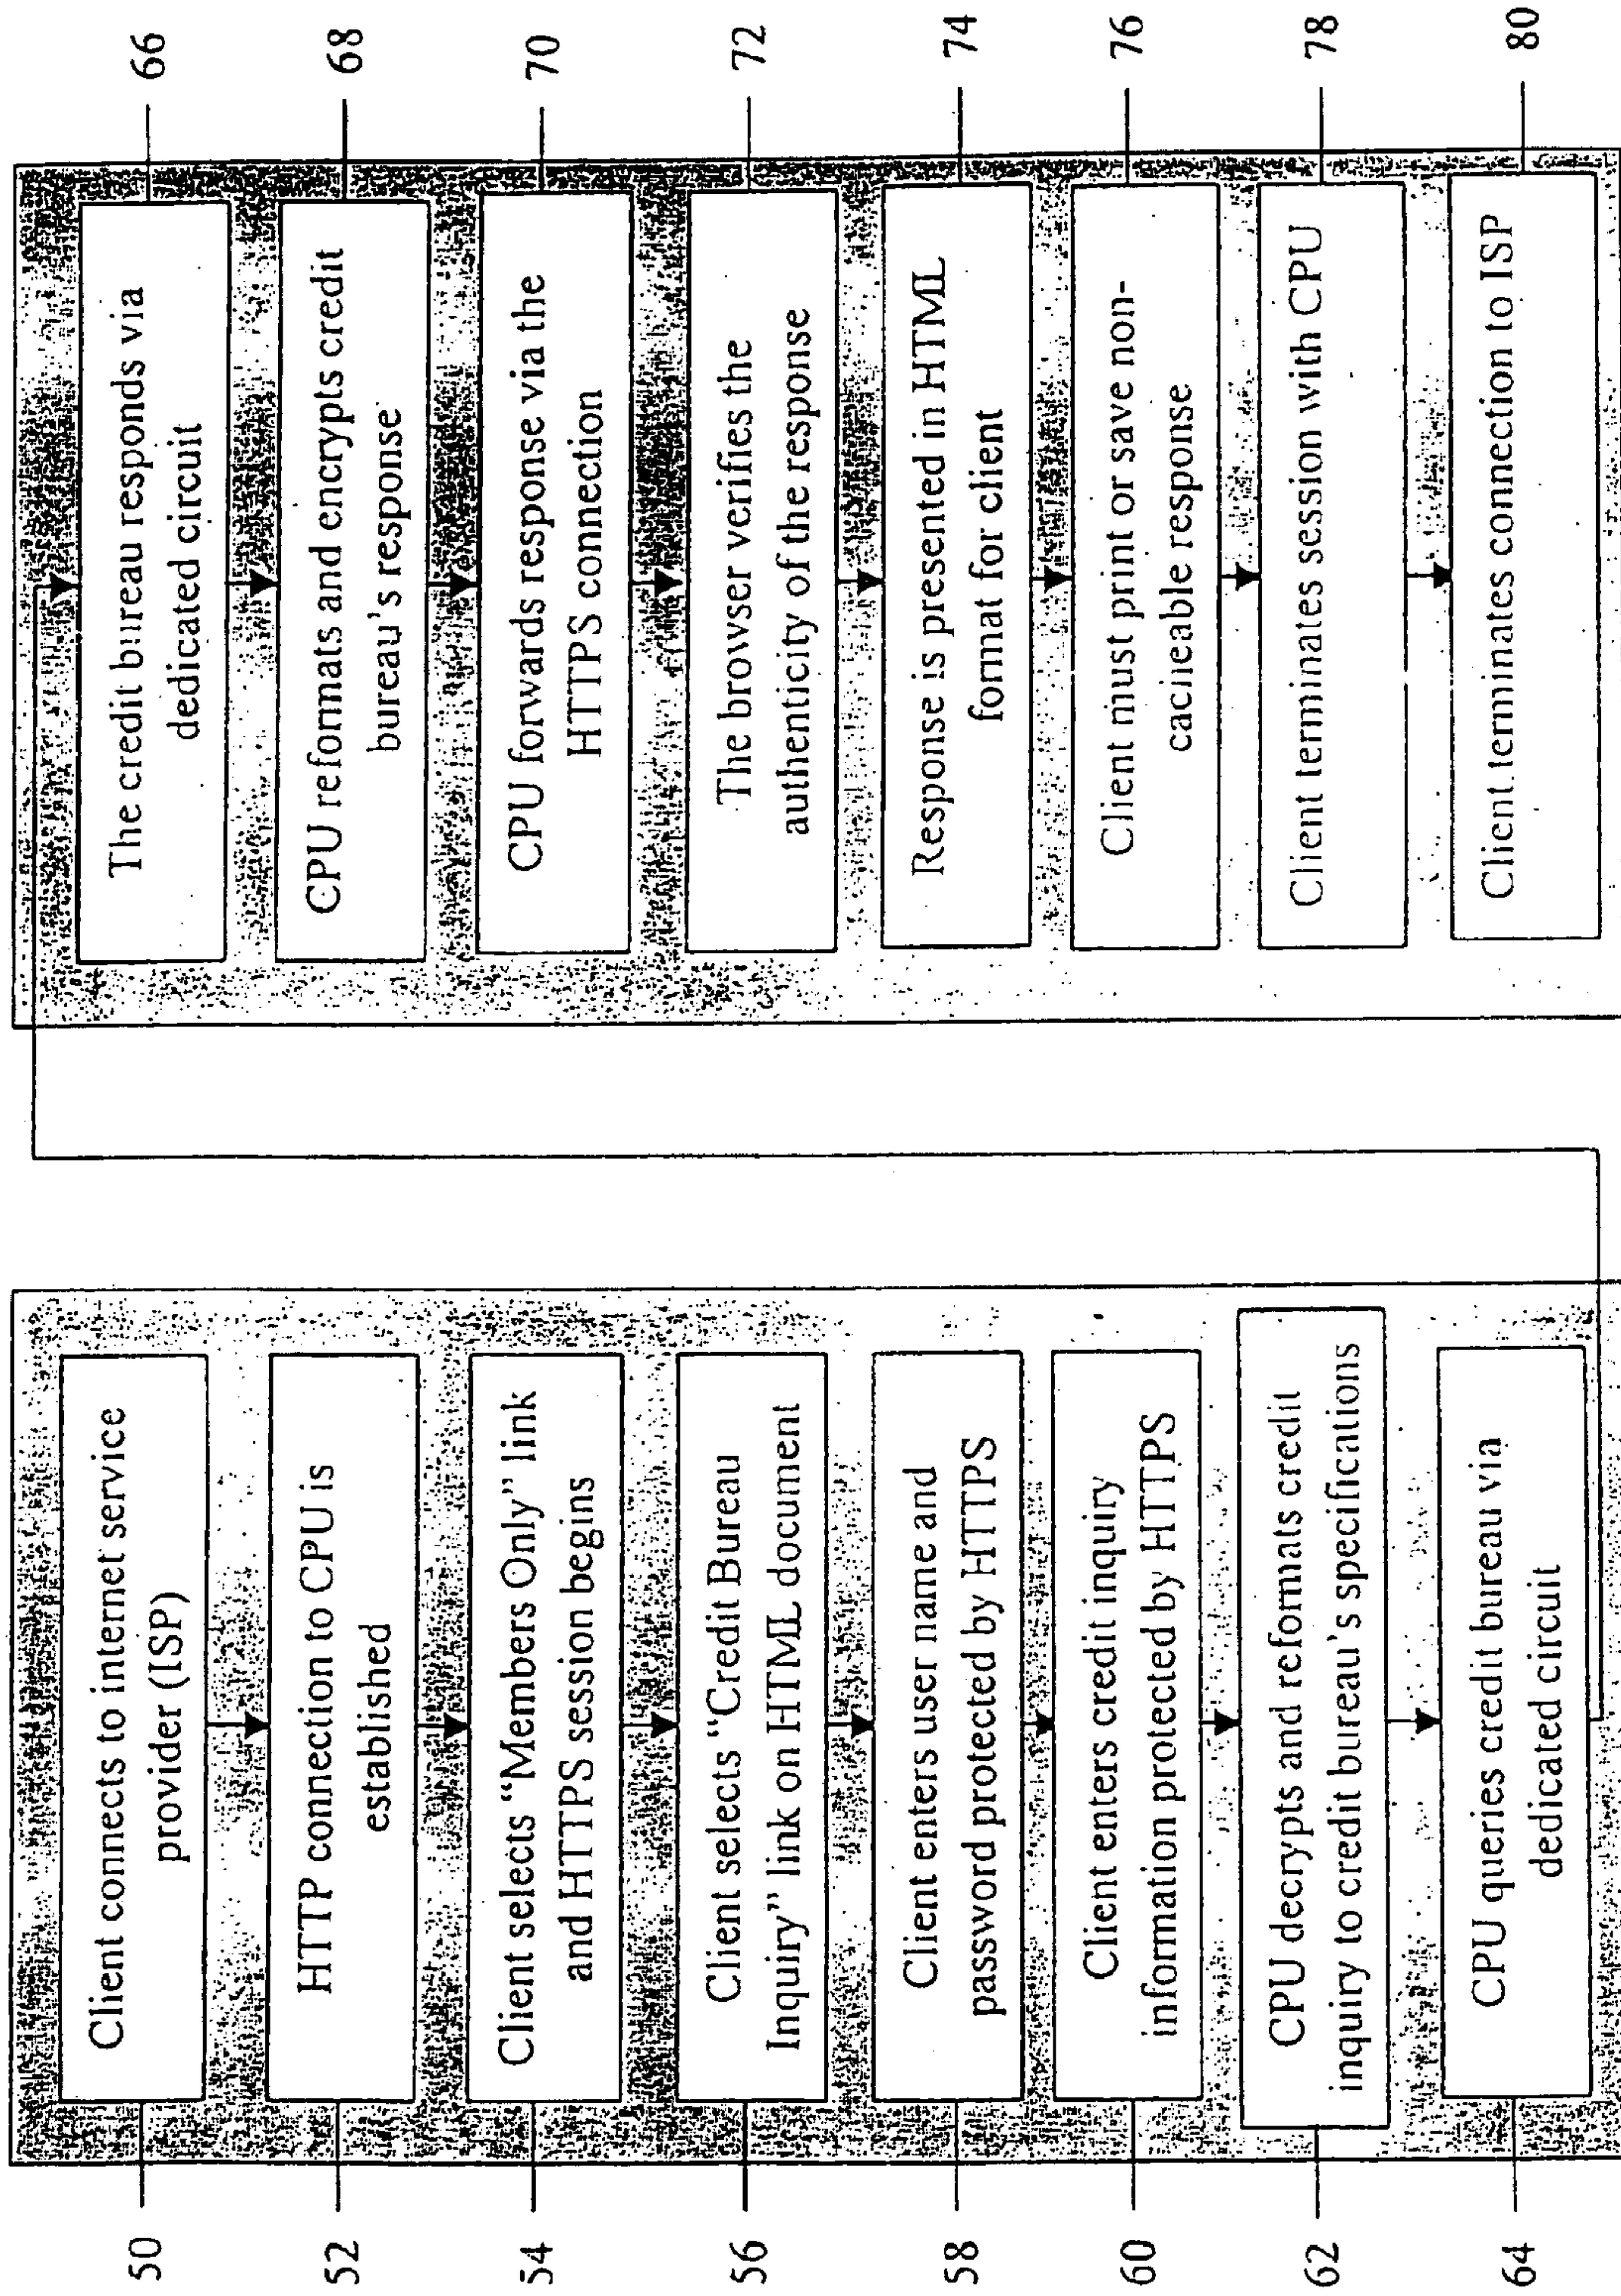 50
Client connects to internet service
provider (ISP)
52
HTTP connection to CPU is
established
54
Client selects “Members Only” link
and HTTPS session begins
56
Client selects “Credit Bureau
Inquiry” link on HTML document
58
Client enters user name and
password protected by HTTPS
60
Client enters credit inquiry
information protected by HTTPS
62
CPU decrypts and reformats credit
inquiry to credit bureau's specifications
64
CPU queries credit bureau via
dedicated circuit
The credit bureau responds via
dedicated circuit
66
CPU reformats and encrypts credit
bureau's response
68
CPU forwards response via the
HTTPS connection
70
The browser verifies the
authenticity of the response
72
Response is presented in HTML
format for client
74
Client must print or save non-
cacheable response
76
Client terminates session with CPU
78
Client terminates connection to ISP
80